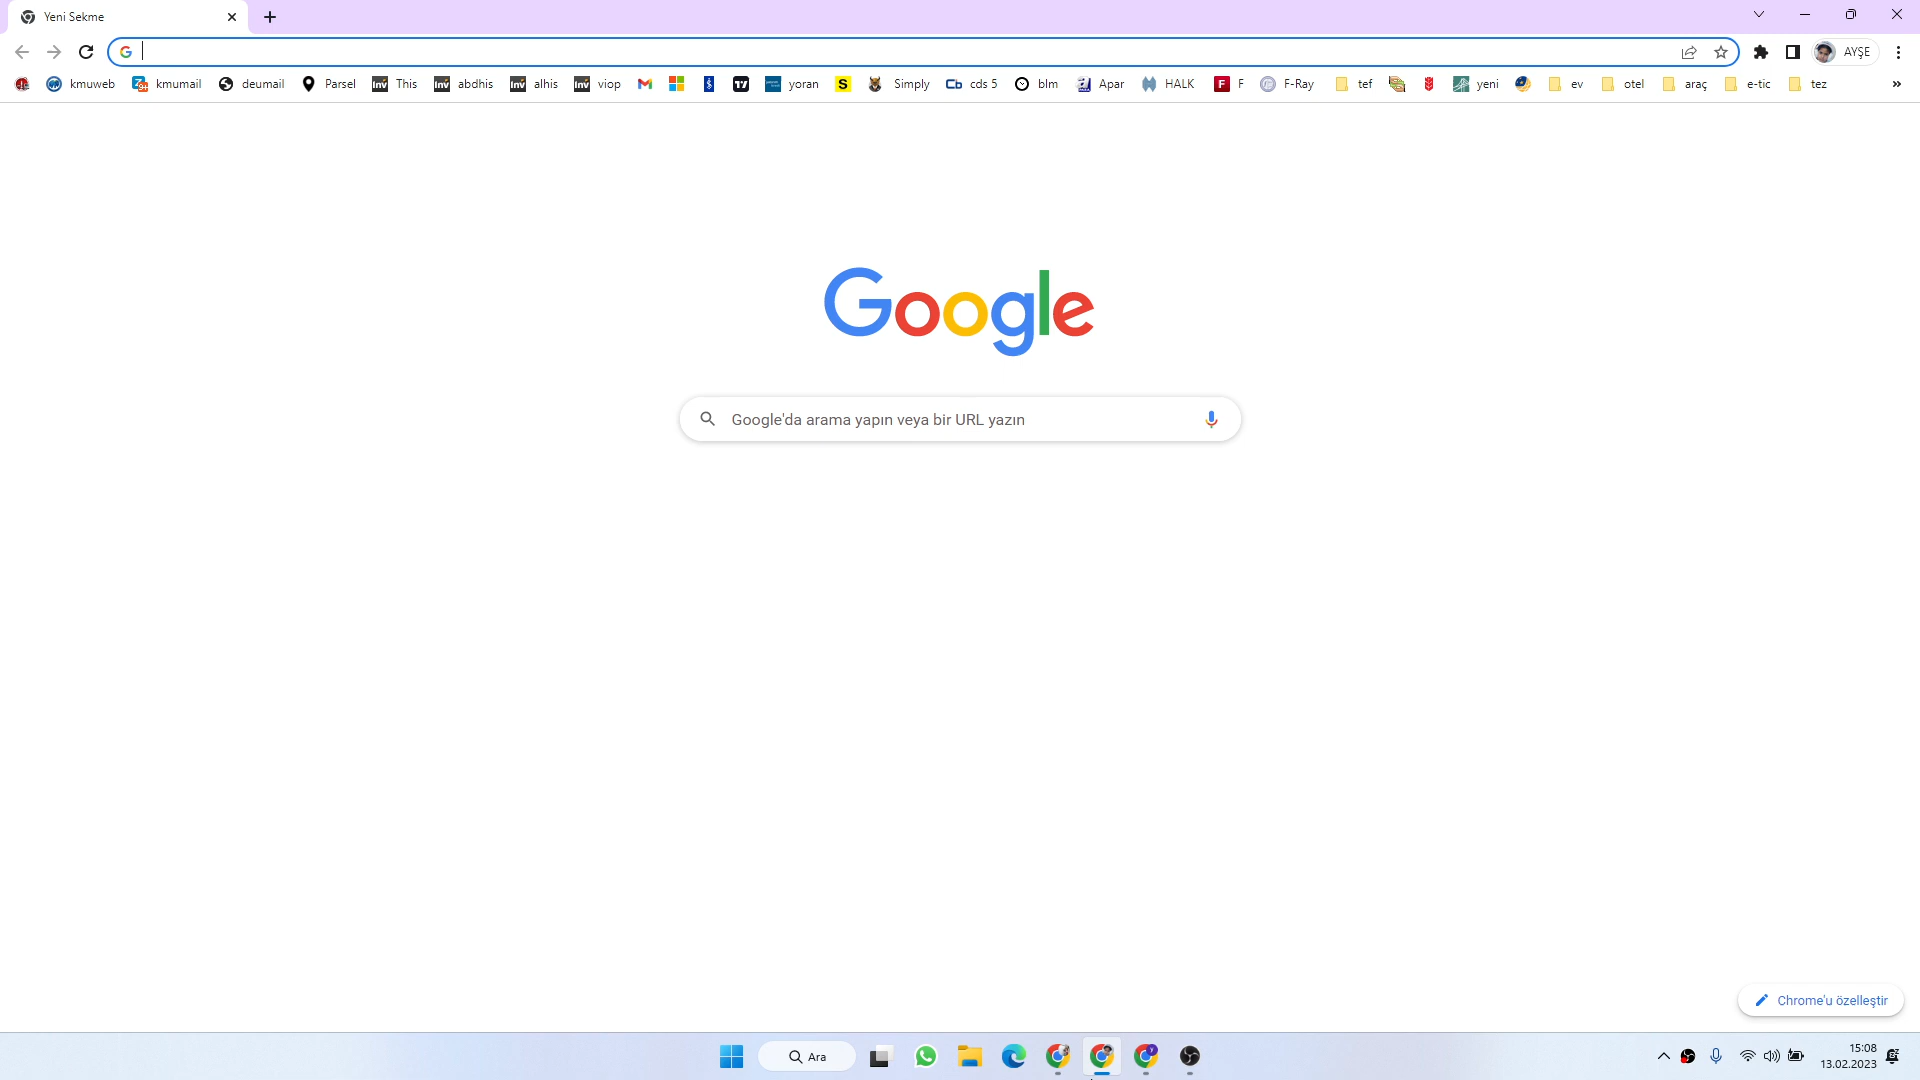 Yeni Sekme
AYŞE
kmuweb kmumail deumail Parsel This abdhis alhis viop yoran Simply cds 5 blm Apar HALK F F-Ray tef yeni ev otel araç e-tic tez
Google
Google'da arama yapın veya bir URL yazın
Chrome'u özelleştir
Ara
15:08
13.02.2023